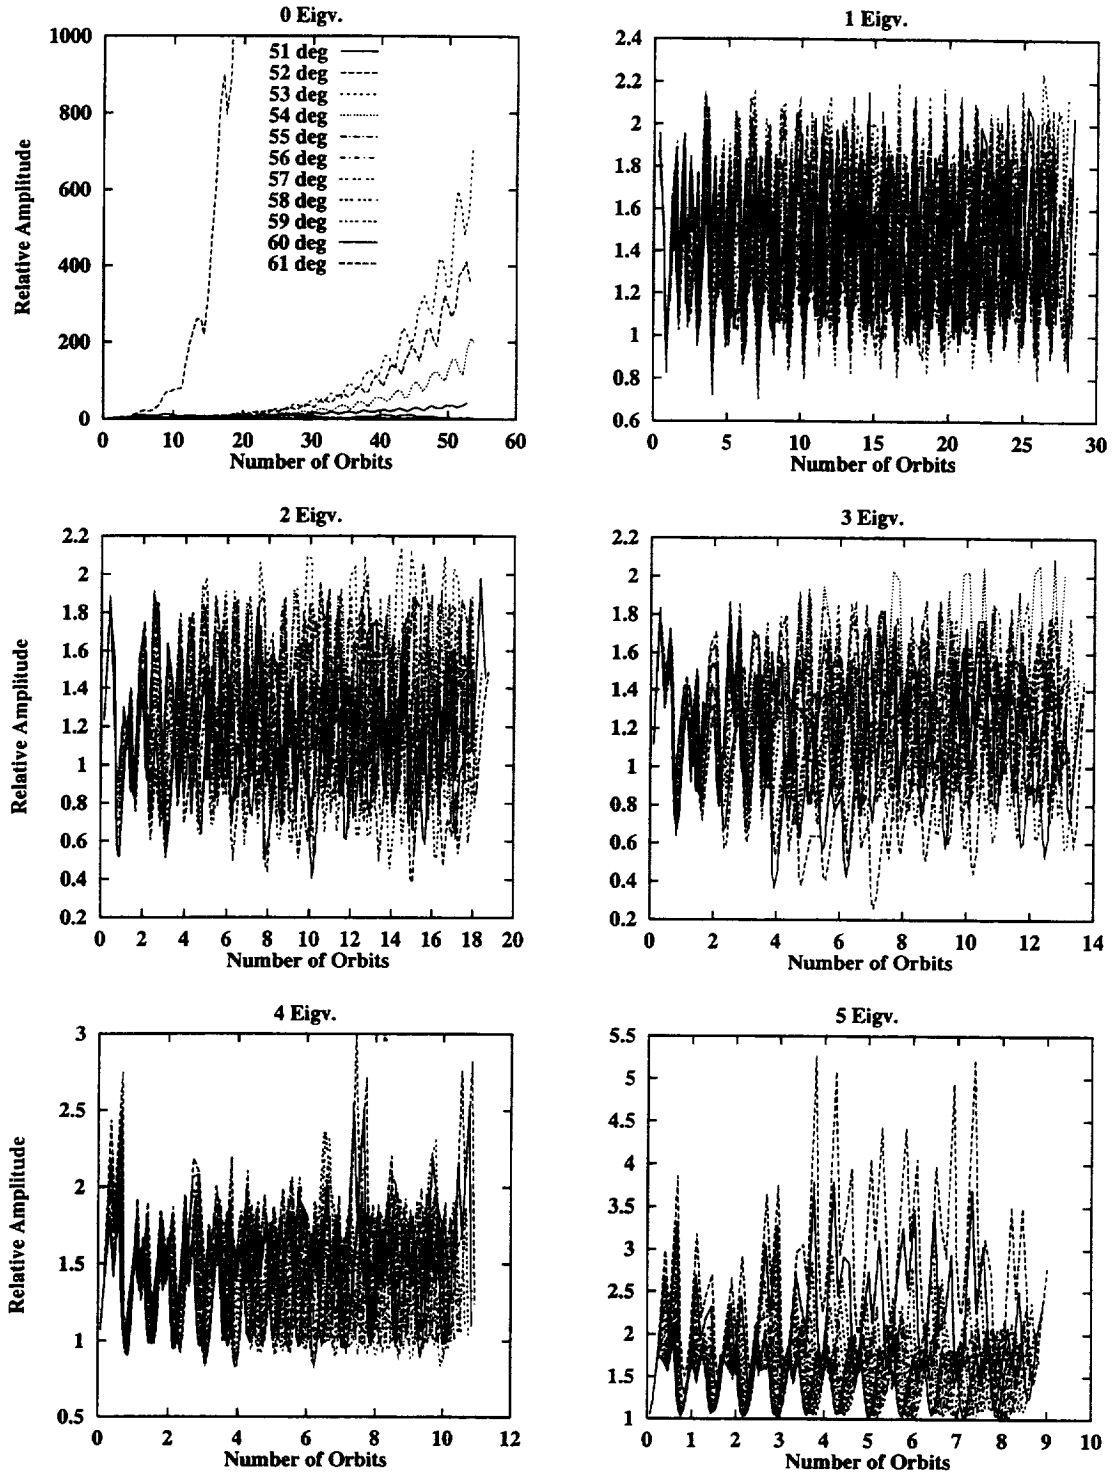 0 Eigv.
1000
800
600
400
200
0
Relative Amplitude
51 deg
52 deg
53 deg
54 deg
55 deg
56 deg
57 deg
58 deg
59 deg
60 deg
61 deg
0 10 20 30 40 50 60
Number of Orbits
1 Eigv.
2.4
2.2
2
1.8
1.6
1.4
1.2
1
0.8
0.6
0 5 10 15 20 25 30
Number of Orbits
2 Eigv.
2.2
2
1.8
1.6
1.4
1.2
1
0.8
0.6
0.4
0.2
Relative Amplitude
0 2 4 6 8 10 12 14 16 18 20
Number of Orbits
3 Eigv.
2.2
2
1.8
1.6
1.4
1.2
1
0.8
0.6
0.4
0.2
0 2 4 6 8 10 12 14
Number of Orbits
4 Eigv.
3
2.5
2
1.5
1
0.5
Relative Amplitude
0 2 4 6 8 10 12
Number of Orbits
5 Eigv.
5.5
5
4.5
4
3.5
3
2.5
2
1.5
1
0 1 2 3 4 5 6 7 8 9 10
Number of Orbits